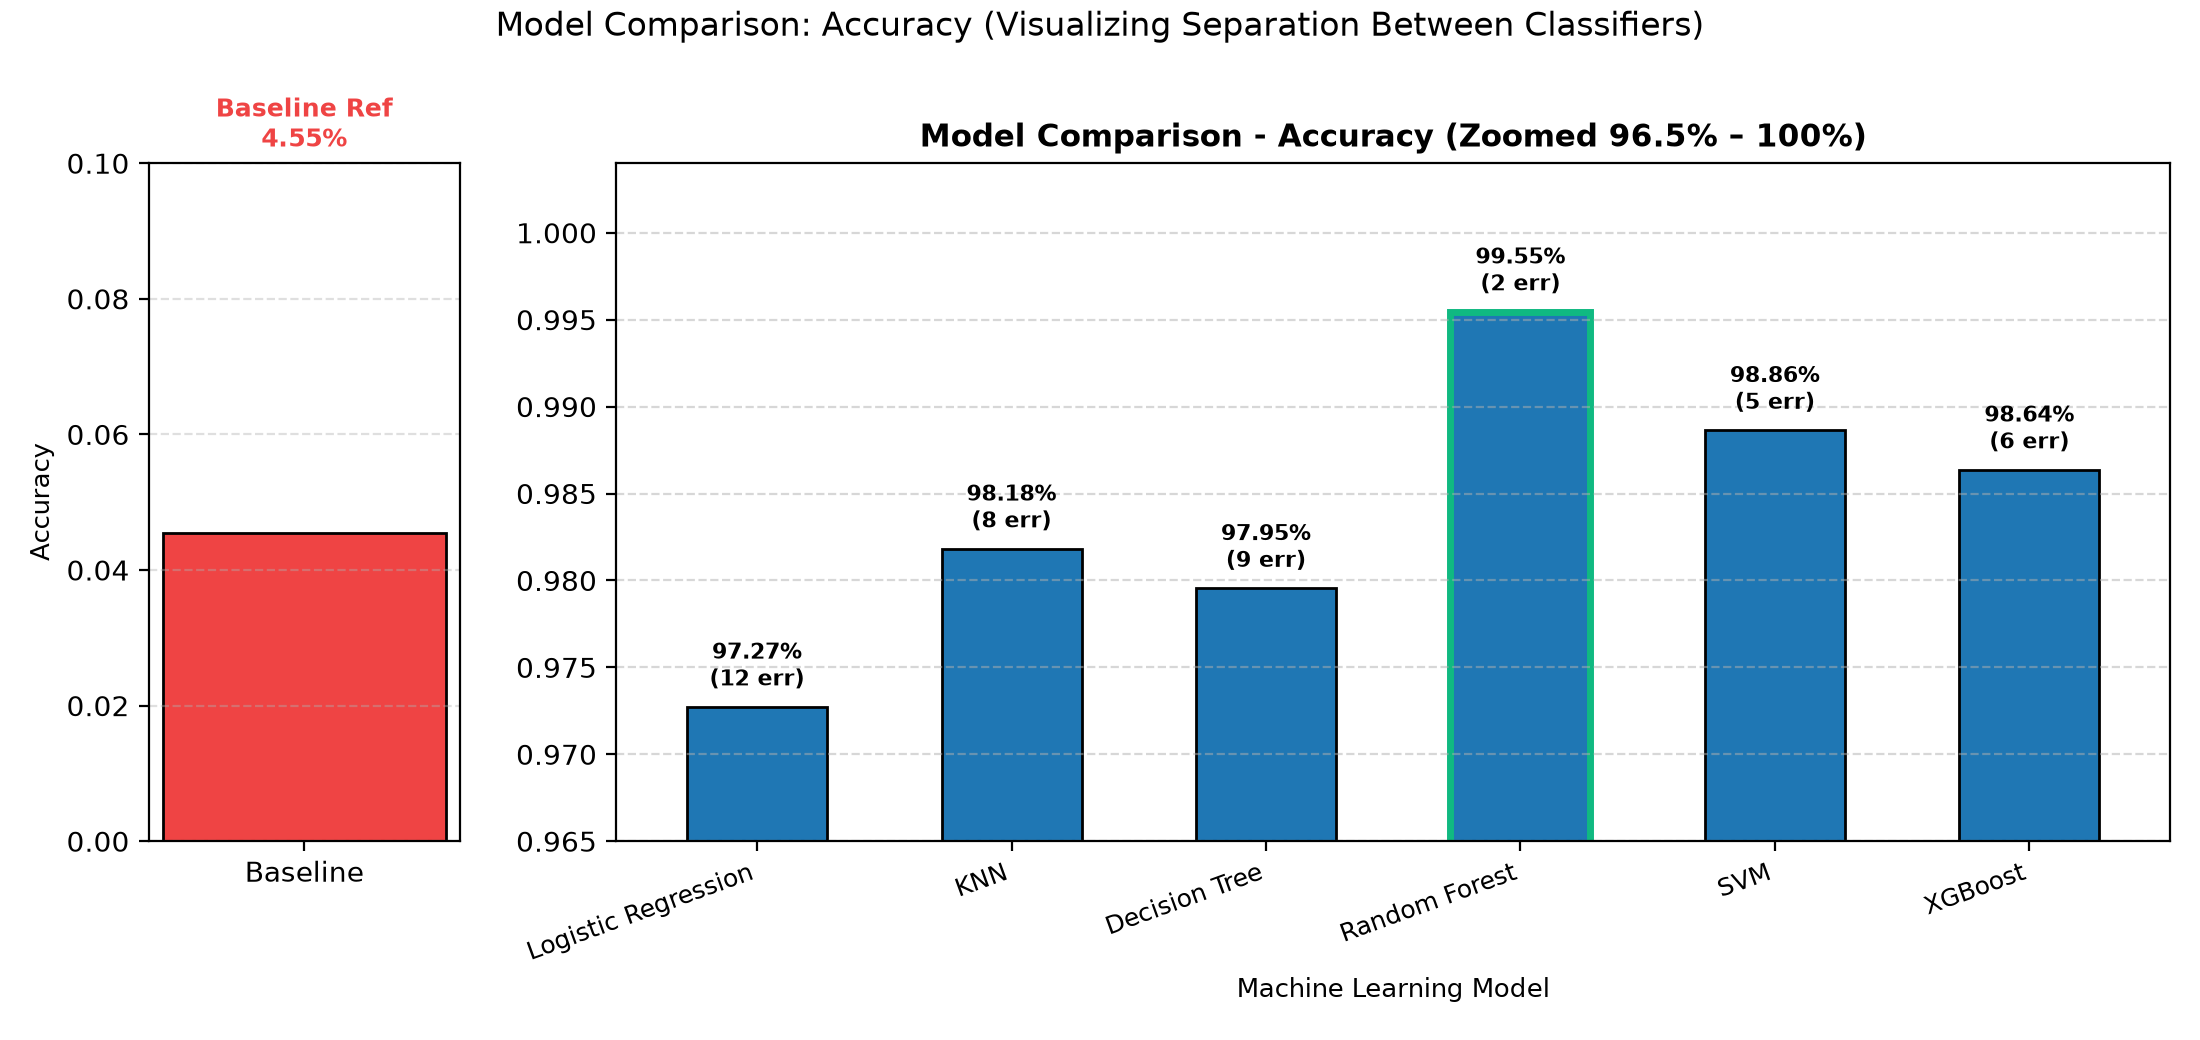 Model Comparison: Accuracy (Visualizing Separation Between Classifiers)
Baseline Ref
4.55%
Accuracy
0.10
0.08
0.06
0.04
0.02
0.00
Baseline
Model Comparison - Accuracy (Zoomed 96.5% – 100%)
1.000
0.995
0.990
0.985
0.980
0.975
0.970
0.965
97.27%
(12 err)
98.18%
(8 err)
97.95%
(9 err)
99.55%
(2 err)
98.86%
(5 err)
98.64%
(6 err)
Logistic Regression
KNN
Decision Tree
Random Forest
SVM
XGBoost
Machine Learning Model